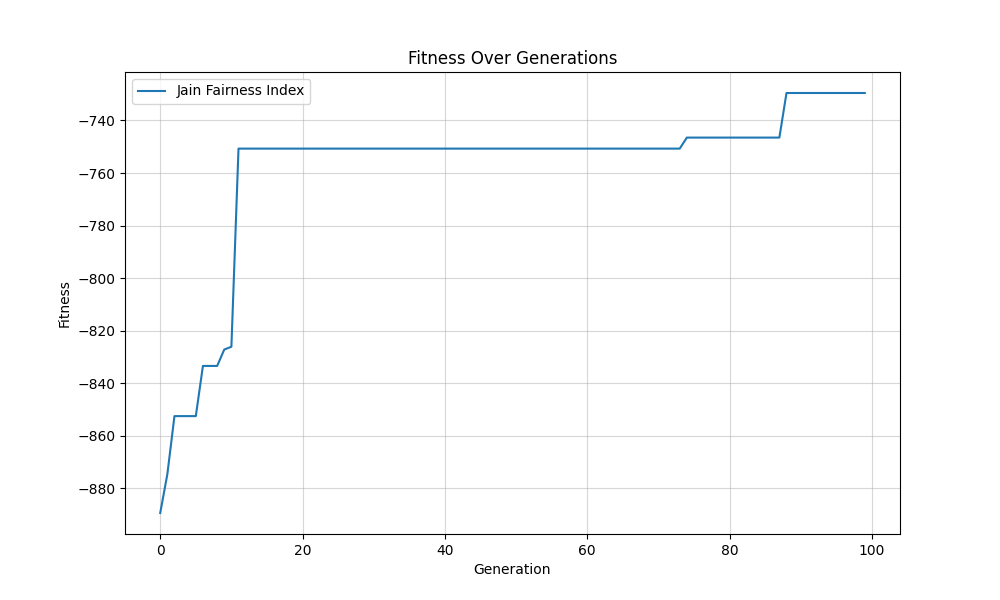 Fitness Over Generations
Jain Fairness Index
−740
−760
−780
−800
−820
−840
−860
−880
Fitness
0 20 40 60 80 100
Generation